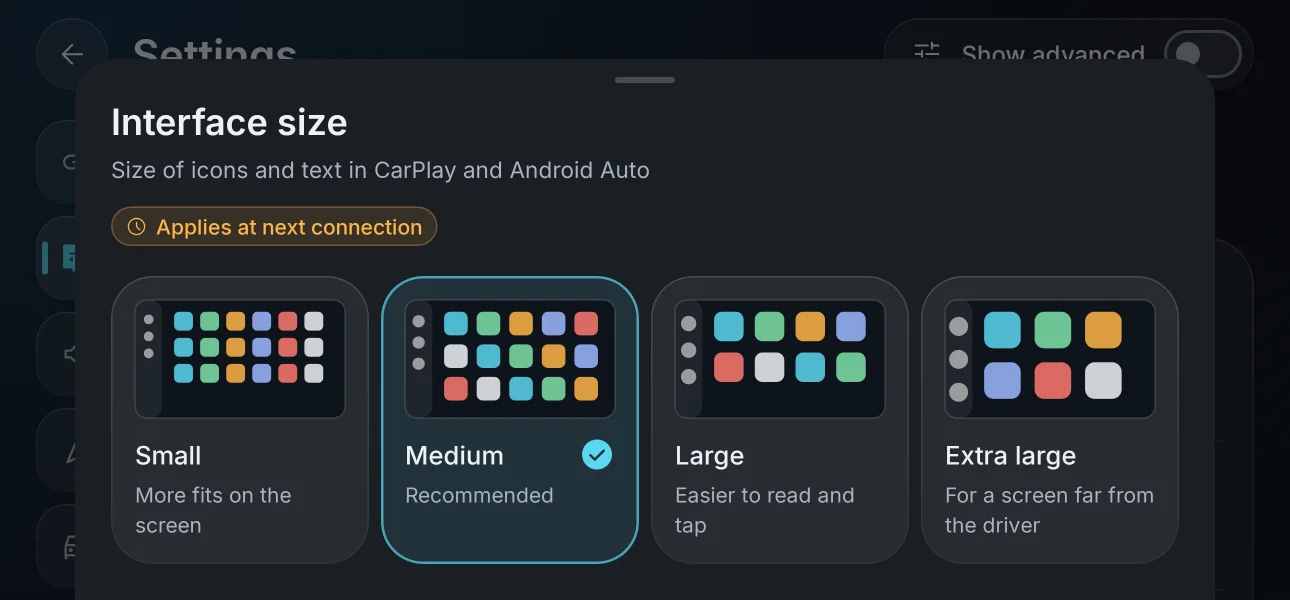 Settings
Show advanced
Interface size
Size of icons and text in CarPlay and Android Auto
Applies at next connection
Small
More fits on the
screen
Medium
Recommended
Large
Easier to read and
tap
Extra large
For a screen far from
the driver